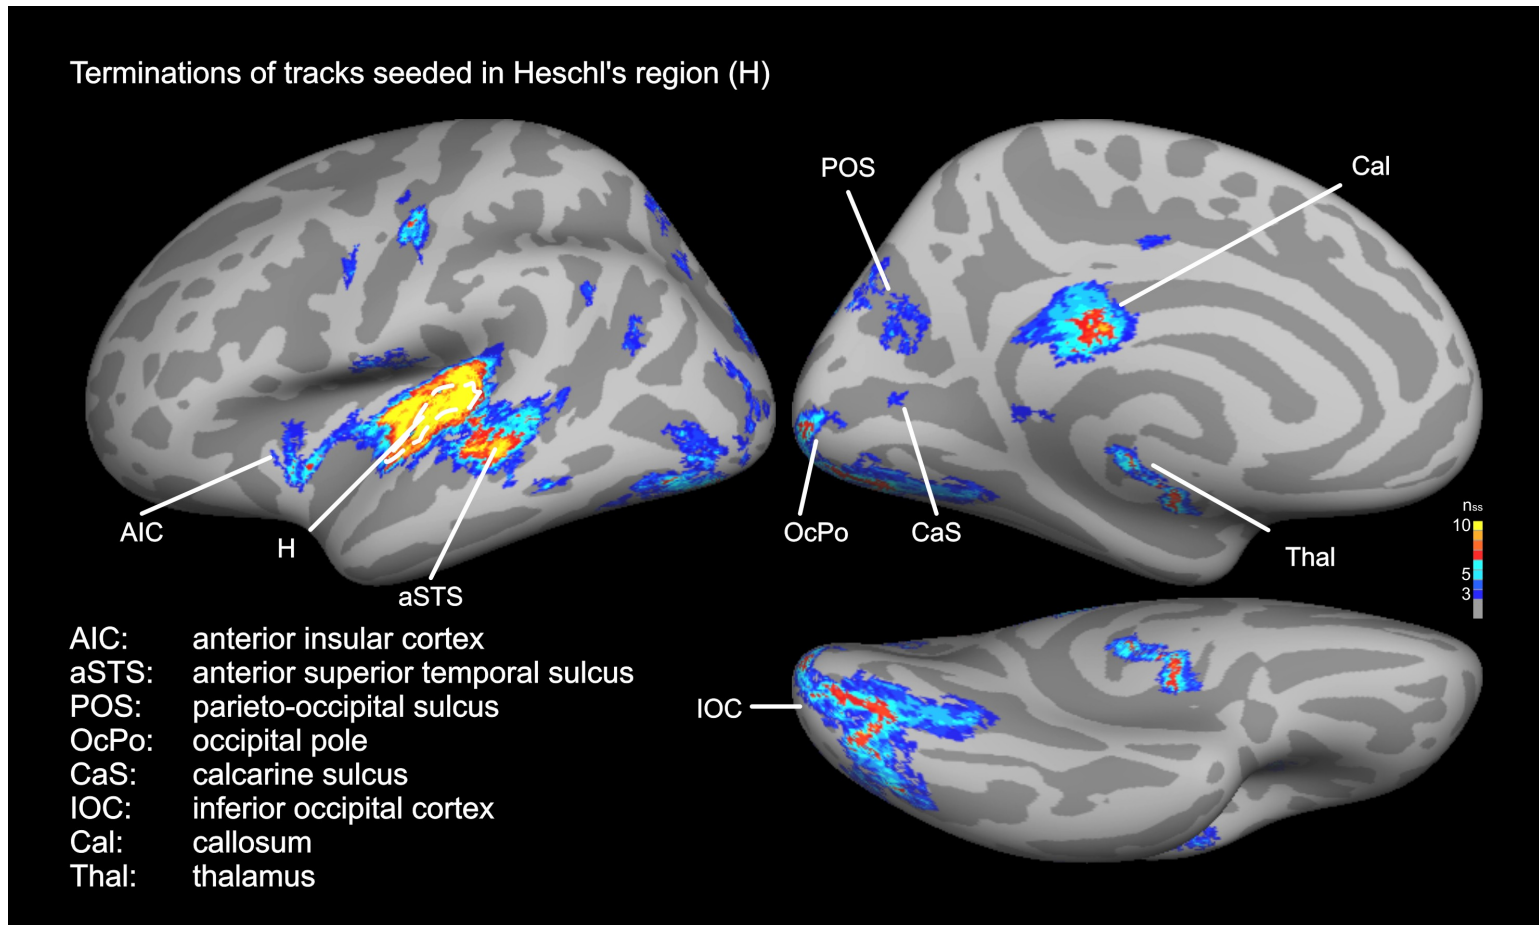 Terminations of tracks seeded in Heschl's region (H)
POS
Cal
AIC
H
aSTS
OcPo
CaS
Thal
nss
10
5
3
IOC
AIC: anterior insular cortex
aSTS: anterior superior temporal sulcus
POS: parieto-occipital sulcus
OcPo: occipital pole
CaS: calcarine sulcus
IOC: inferior occipital cortex
Cal: callosum
Thal: thalamus